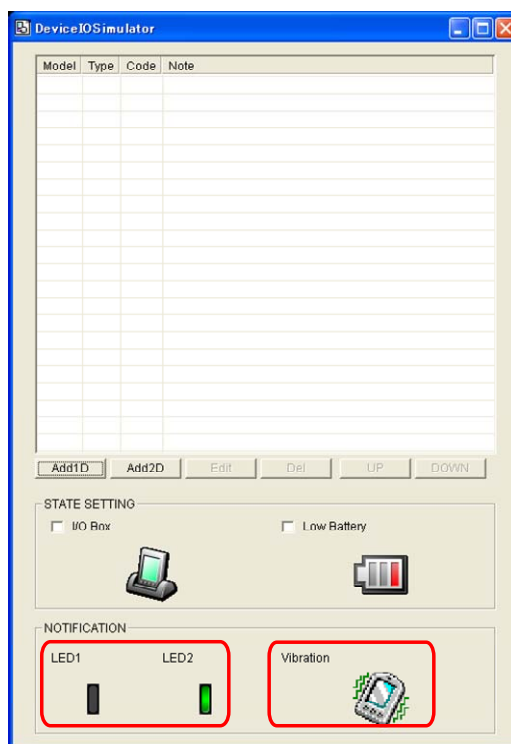 DeviceIOSimulator
Model Type Code Note
Add1D Add2D Edit Del UP DOWN
STATE SETTING
I/O Box Low Battery
NOTIFICATION
LED1 LED2 Vibration